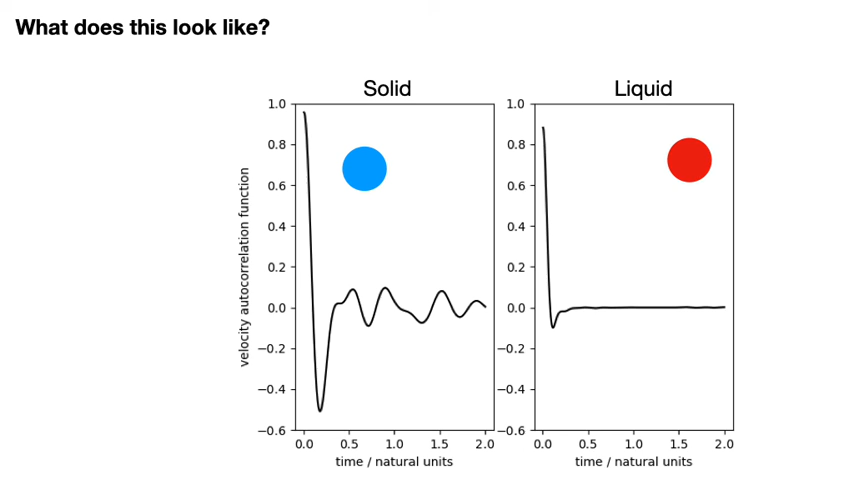 What does this look like?
Solid
Liquid
velocity autocorrelation function
1.0
0.8
0.6
0.4
0.2
0.0
−0.2
−0.4
−0.6
0.0 0.5 1.0 1.5 2.0
time / natural units
1.0
0.8
0.6
0.4
0.2
0.0
−0.2
−0.4
−0.6
0.0 0.5 1.0 1.5 2.0
time / natural units